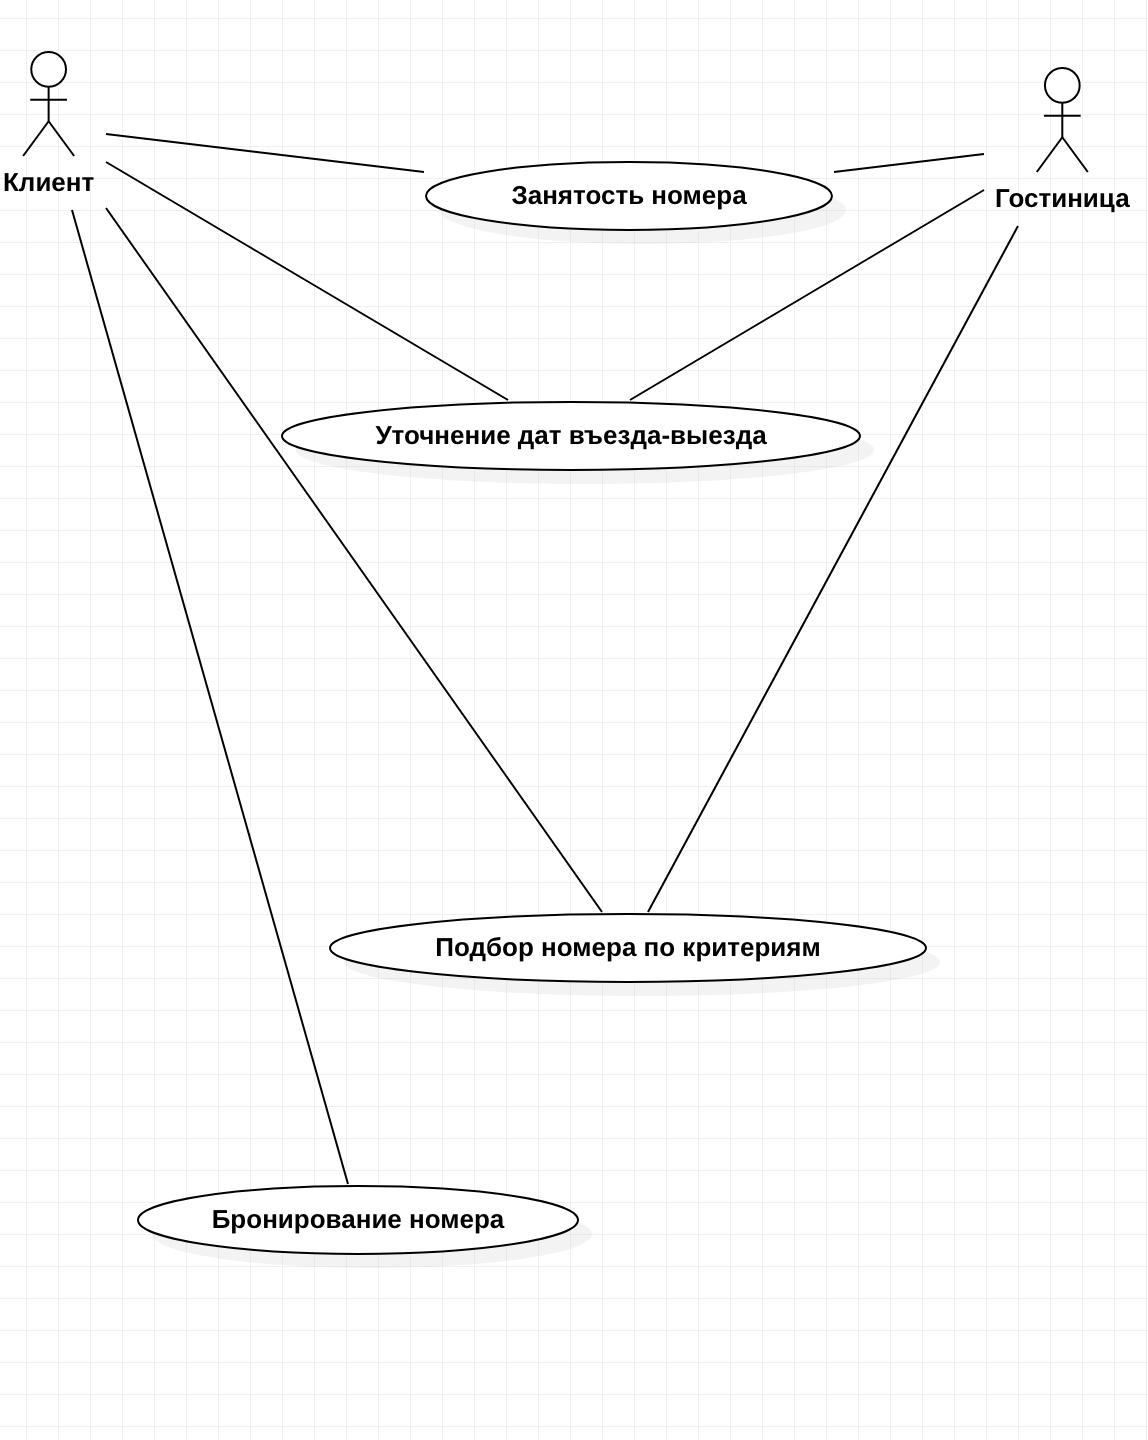 Клиент
Гостиница
Занятость номера
Уточнение дат въезда-выезда
Подбор номера по критериям
Бронирование номера